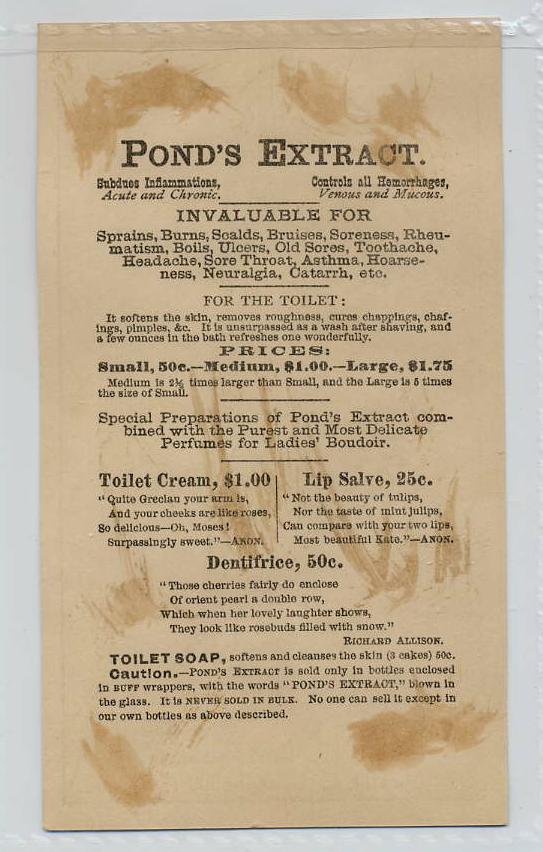 POND'S EXTRACT.
Subdues Inflammations, Controls all Hemorrhages,
Acute and Chronic. Venous and Mucous.
INVALUABLE FOR
Sprains, Burns, Scalds, Bruises, Soreness, Rheu-
matism, Boils, Ulcers, Old Sores, Toothache,
Headache, Sore Throat, Asthma, Hoarse-
ness, Neuralgia, Catarrh, etc.
FOR THE TOILET:
It softens the skin, removes roughness, cures chappings, chaf-
ings, pimples, &c. It is unsurpassed as a wash after shaving, and
a few ounces in the bath refreshes one wonderfully.
PRICES:
Small, 50c.—Medium, $1.00.—Large, $1.75
Medium is 2½ times larger than Small, and the Large is 5 times
the size of Small.
Special Preparations of Pond's Extract com-
bined with the Purest and Most Delicate
Perfumes for Ladies' Boudoir.
Toilet Cream, $1.00
"Quite Grecian your arm is,
And your cheeks are like roses,
So delicious—Oh, Moses!
Surpassingly sweet."—ANON.
Lip Salve, 25c.
"Not the beauty of tulips,
Nor the taste of mint juleps,
Can compare with your two lips,
Most beautiful Kate."—ANON.
Dentifrice, 50c.
"Those cherries fairly do enclose
Of orient pearl a double row,
Which when her lovely laughter shows,
They look like rosebuds filled with snow."
RICHARD ALLISON.
TOILET SOAP, softens and cleanses the skin (3 cakes) 50c.
Caution.—POND'S EXTRACT is sold only in bottles enclosed
in BUFF wrappers, with the words "POND'S EXTRACT," blown in
the glass. It is NEVER SOLD IN BULK. No one can sell it except in
our own bottles as above described.